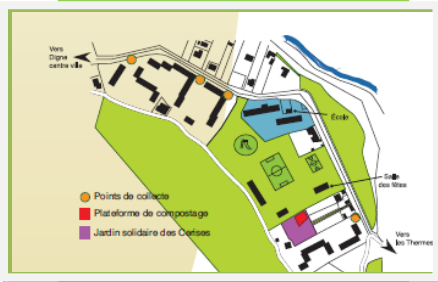 Vers
Digne
centre ville
École
Salle
des fêtes
Points de collecte
Plateforme de compostage
Jardin solidaire des Cerises
Vers
les Thermes